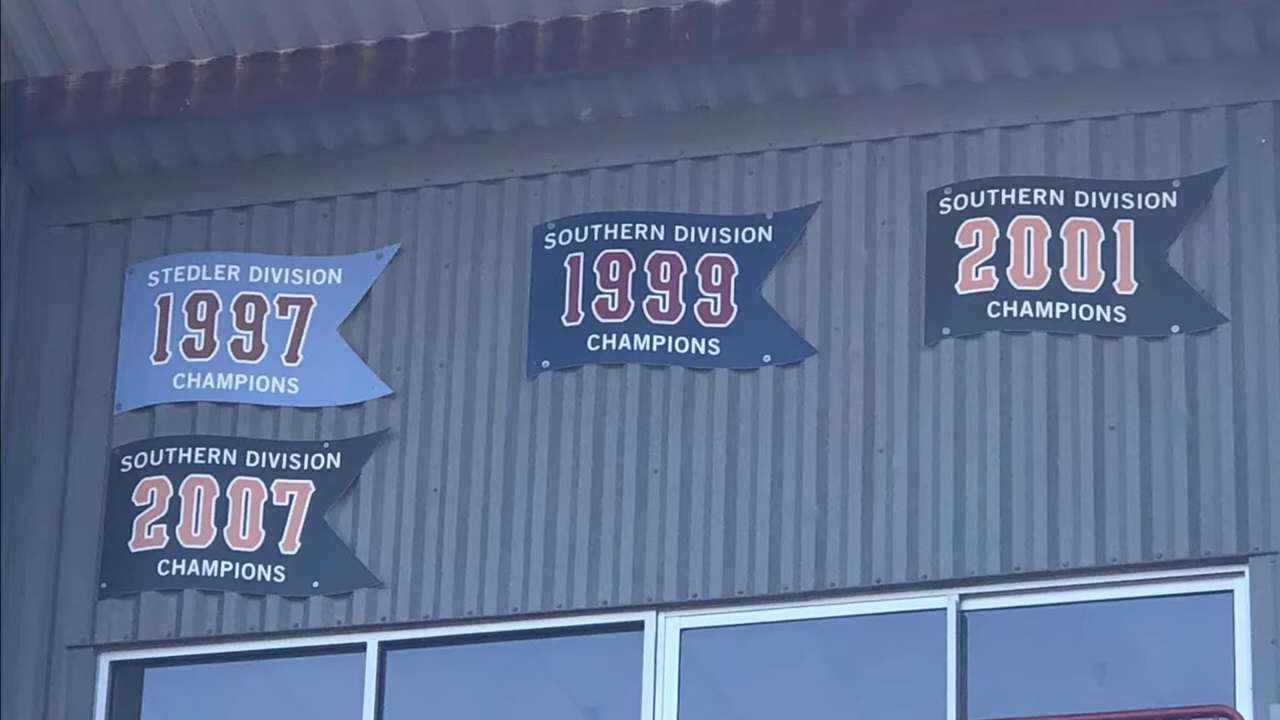 STEDLER DIVISION
1997
CHAMPIONS
SOUTHERN DIVISION
1999
CHAMPIONS
SOUTHERN DIVISION
2001
CHAMPIONS
SOUTHERN DIVISION
2007
CHAMPIONS